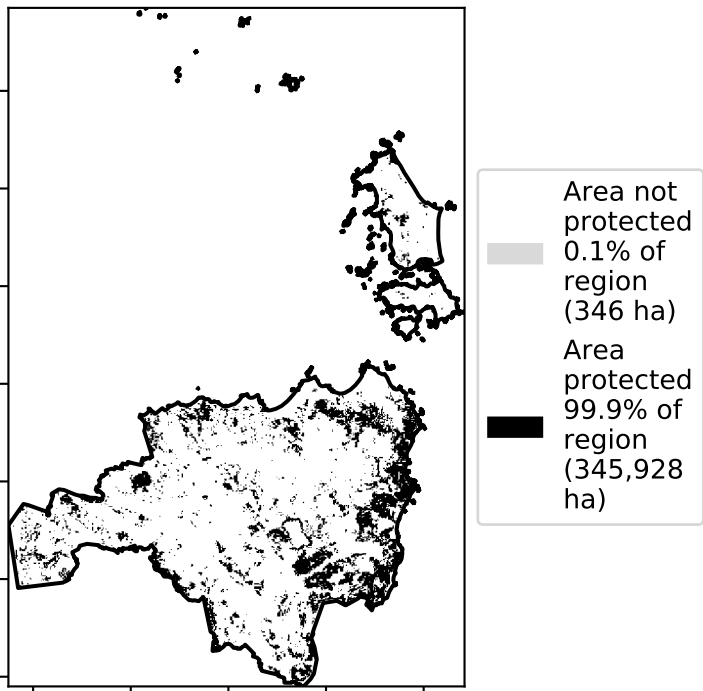 Area not
protected
0.1% of
region
(346 ha)
Area
protected
99.9% of
region
(345,928
ha)